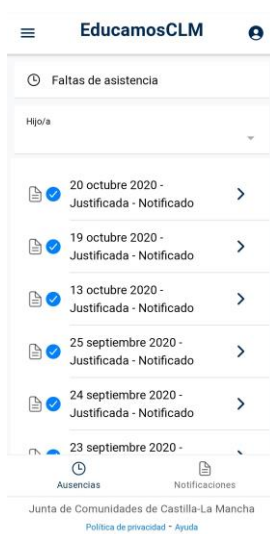 EducamosCLM
Faltas de asistencia
Hijo/a
20 octubre 2020 -
Justificada - Notificado
19 octubre 2020 -
Justificada - Notificado
13 octubre 2020 -
Justificada - Notificado
25 septiembre 2020 -
Justificada - Notificado
24 septiembre 2020 -
Justificada - Notificado
23 septiembre 2020 -
Ausencias
Notificaciones
Junta de Comunidades de Castilla-La Mancha
Política de privacidad - Ayuda